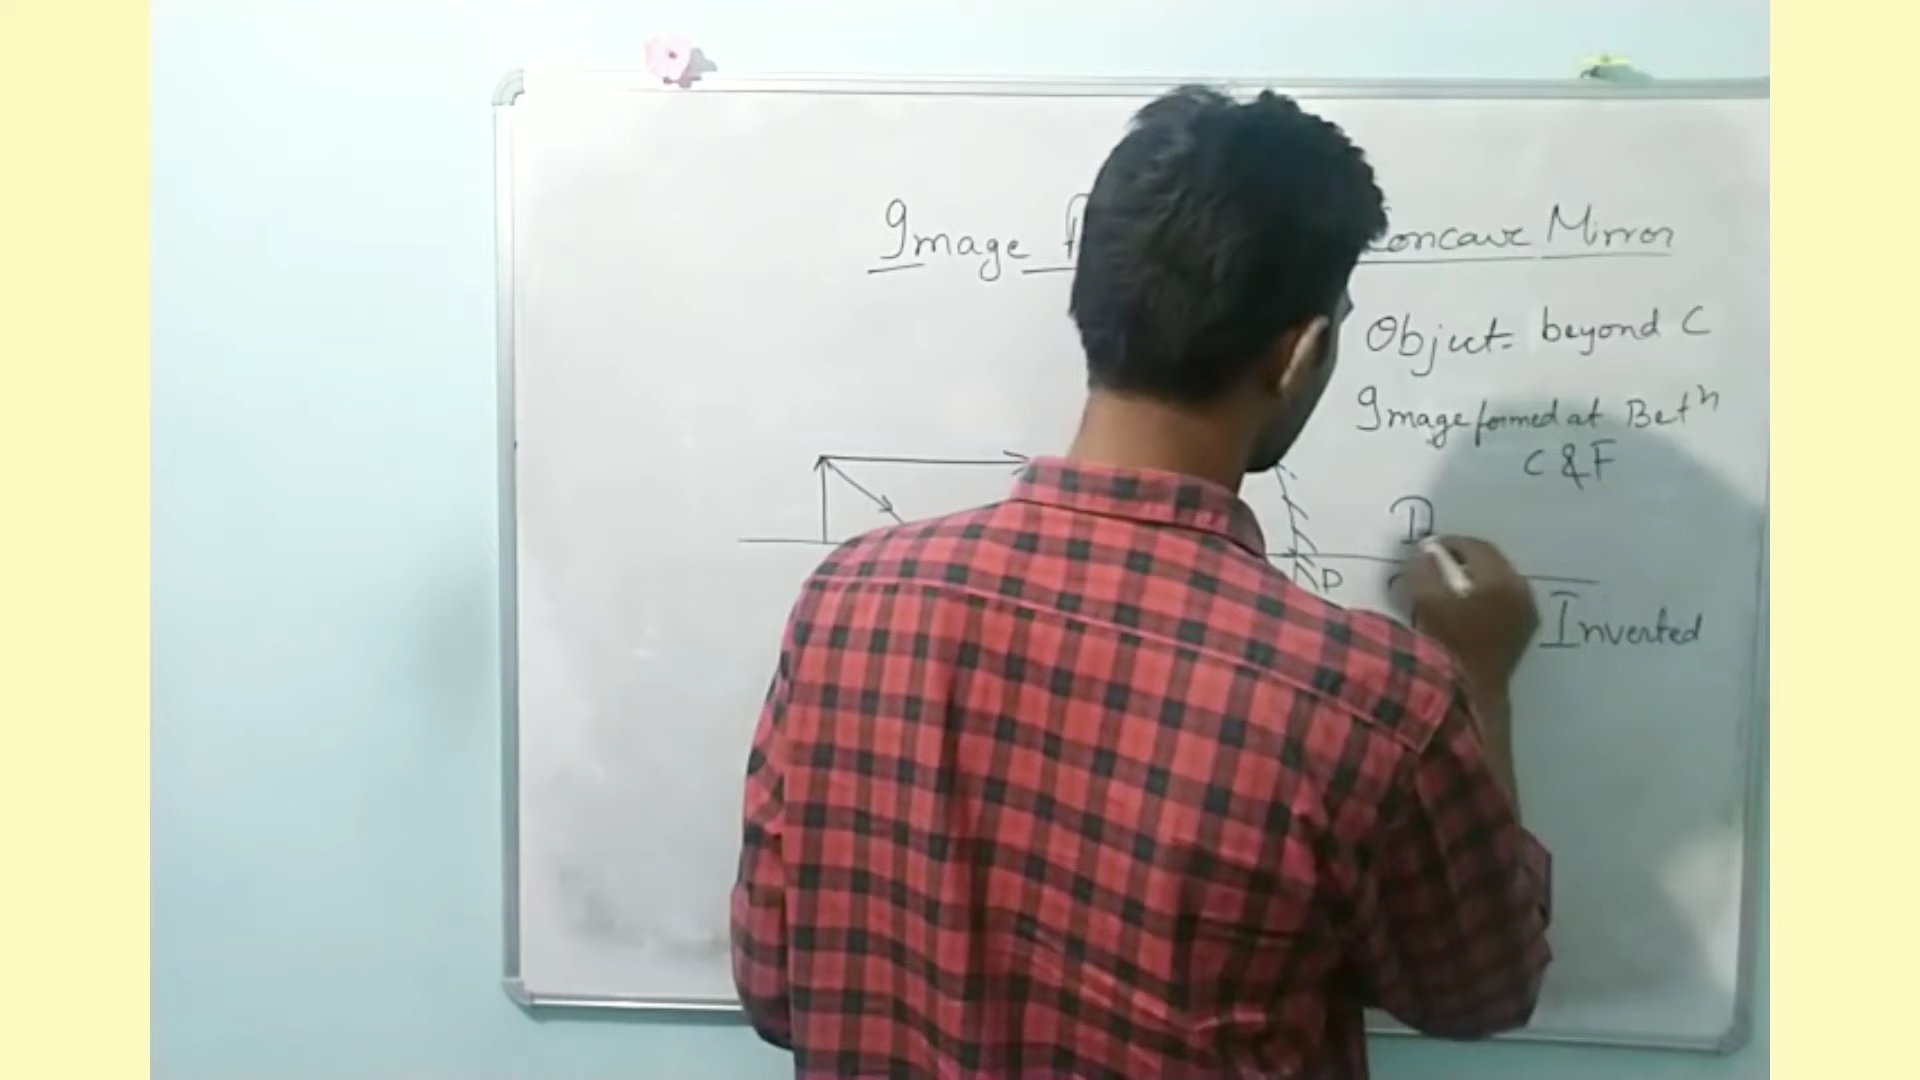 Image Concave Mirror
Object = beyond C
Image formed at Betn
C & F
D
P
Inverted